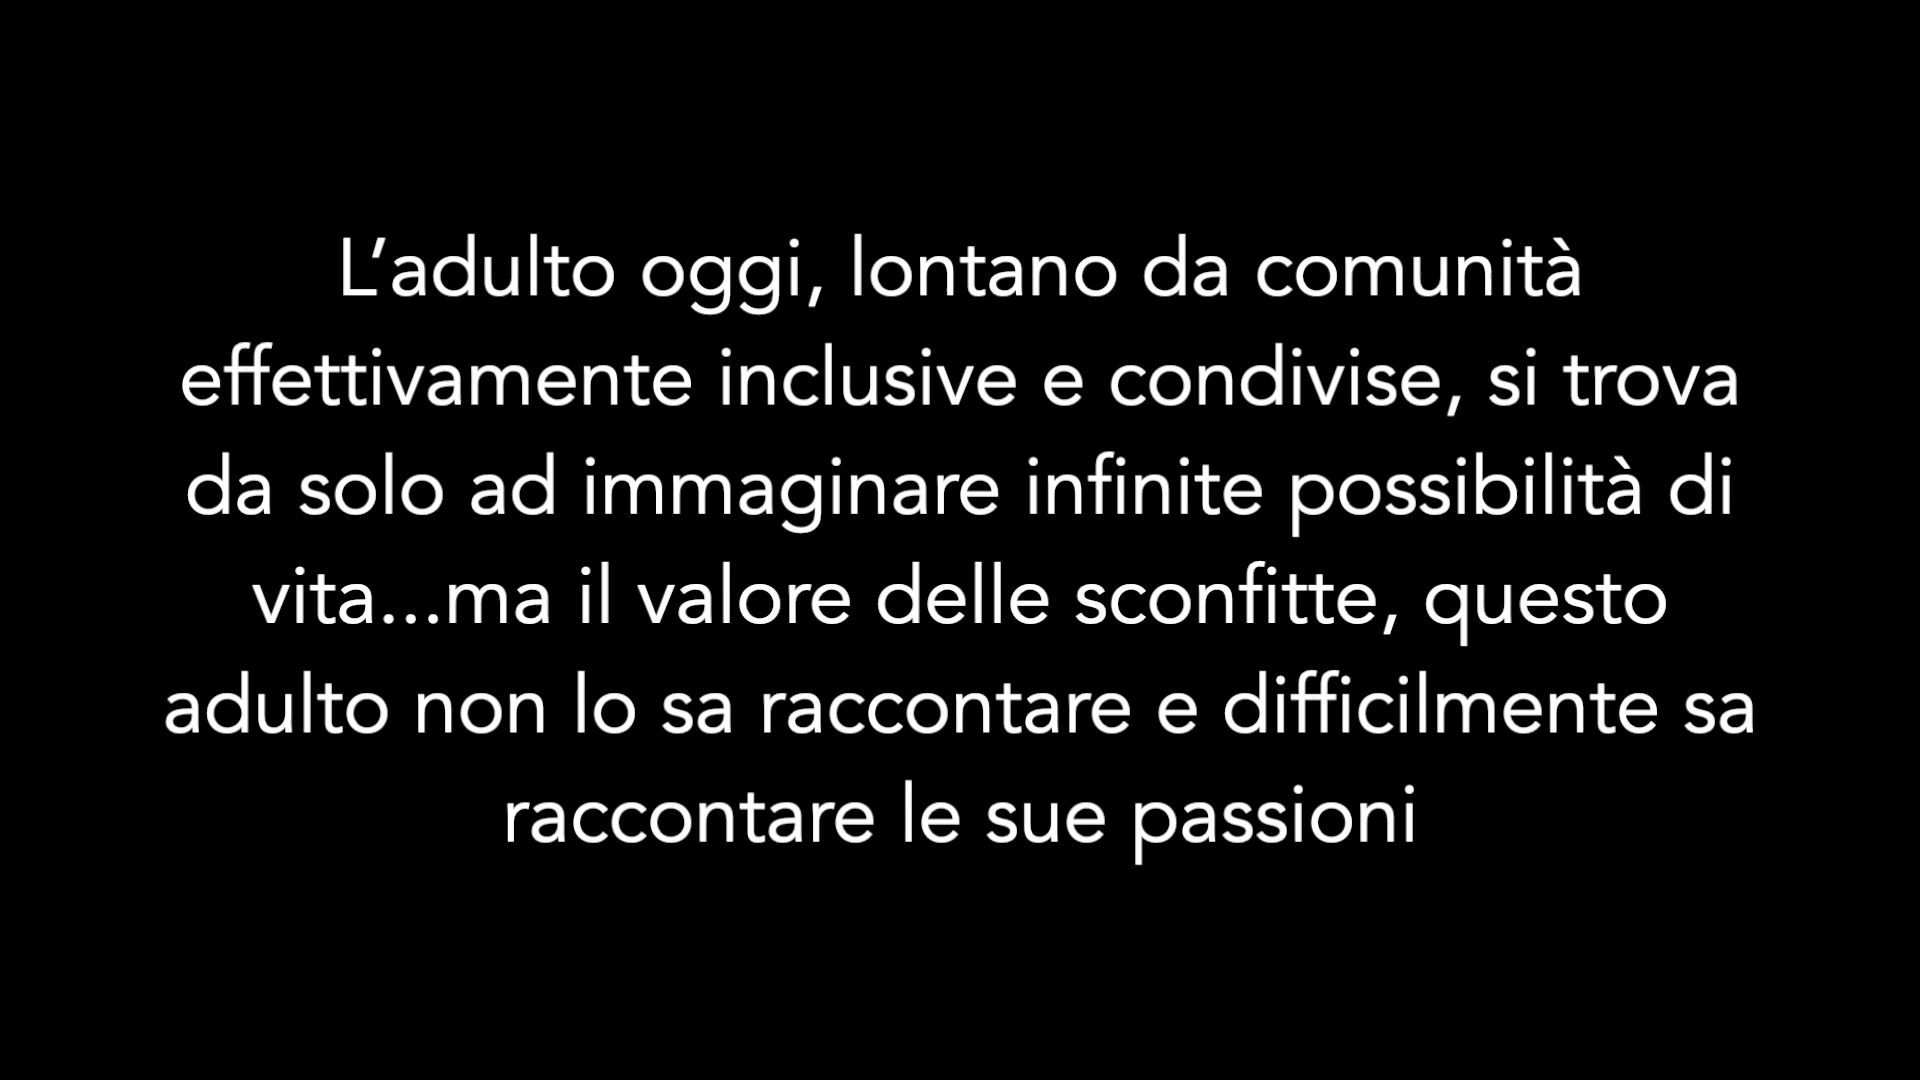 L’adulto oggi, lontano da comunità
effettivamente inclusive e condivise, si trova
da solo ad immaginare infinite possibilità di
vita...ma il valore delle sconfitte, questo
adulto non lo sa raccontare e difficilmente sa
raccontare le sue passioni